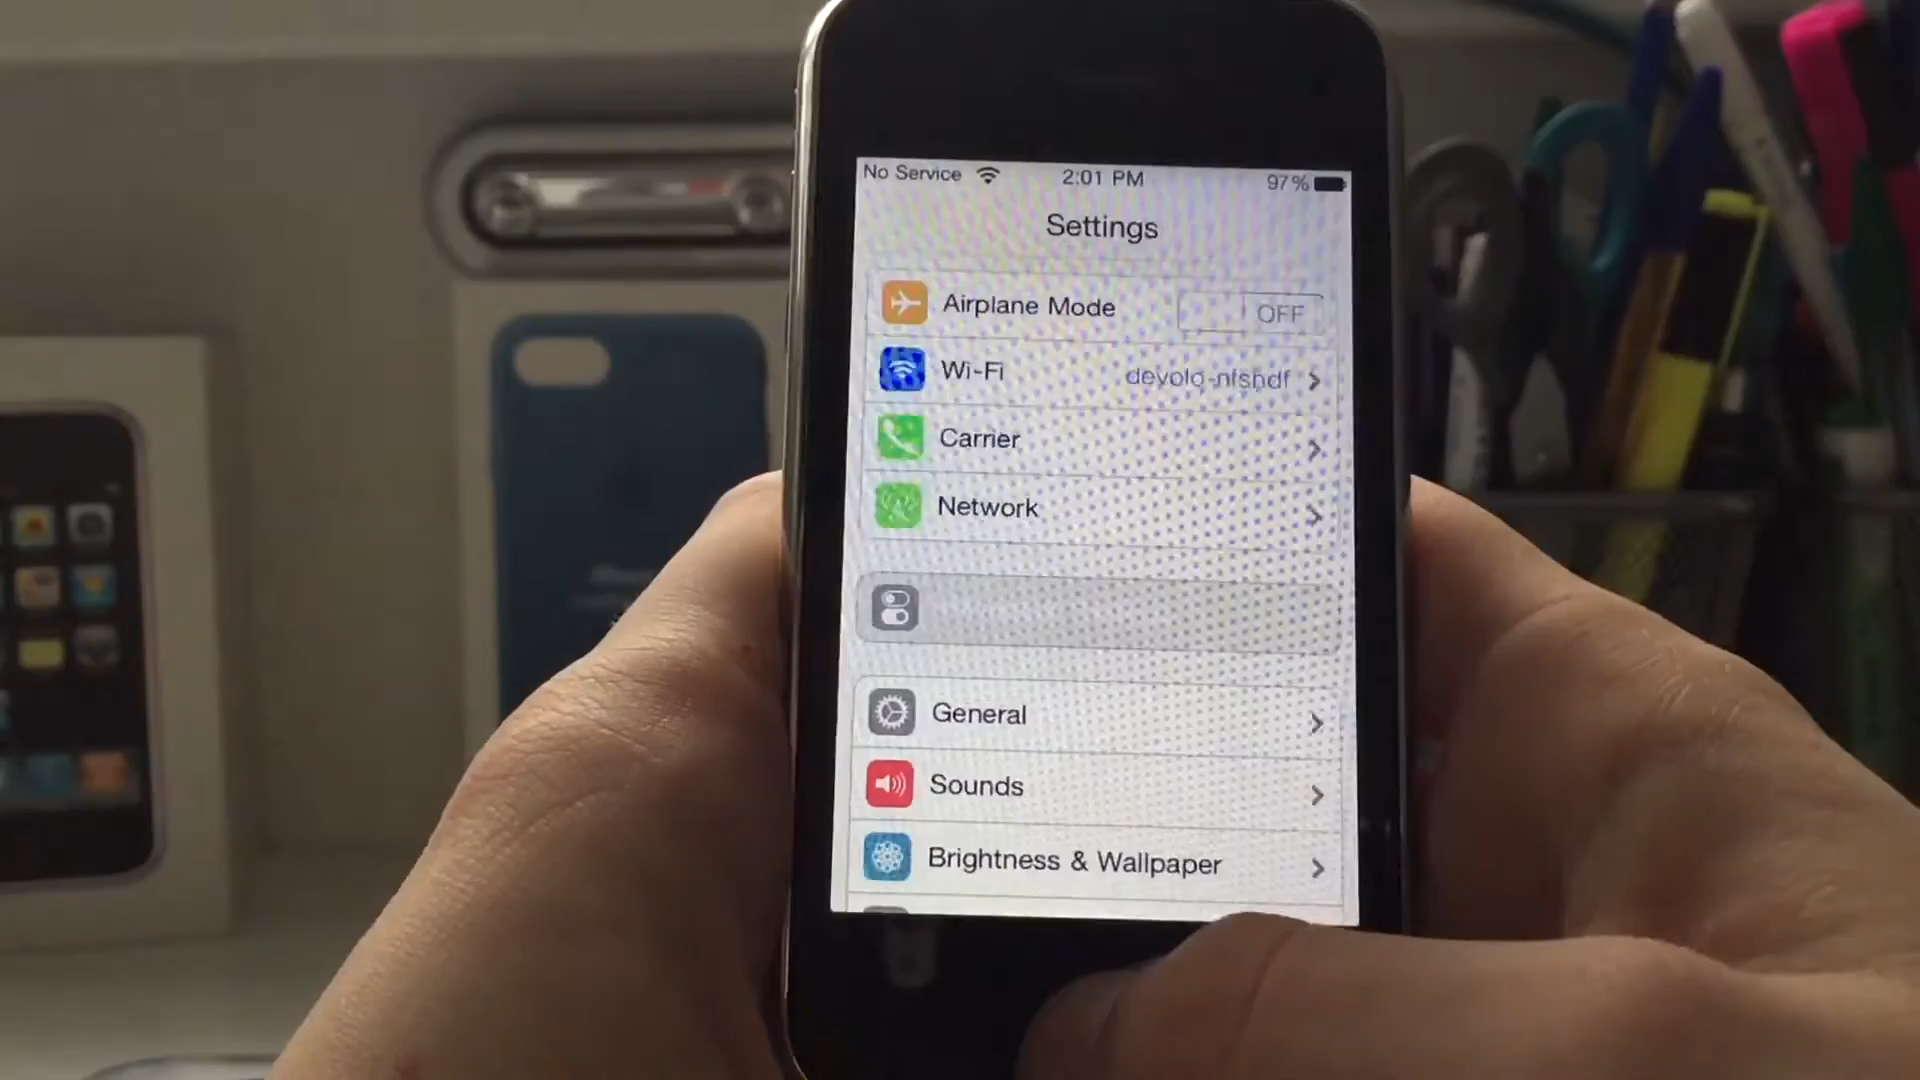 No Service 2:01 PM 97%
Settings
Airplane Mode OFF
Wi-Fi devolo-nfshdf
Carrier
Network
General
Sounds
Brightness & Wallpaper